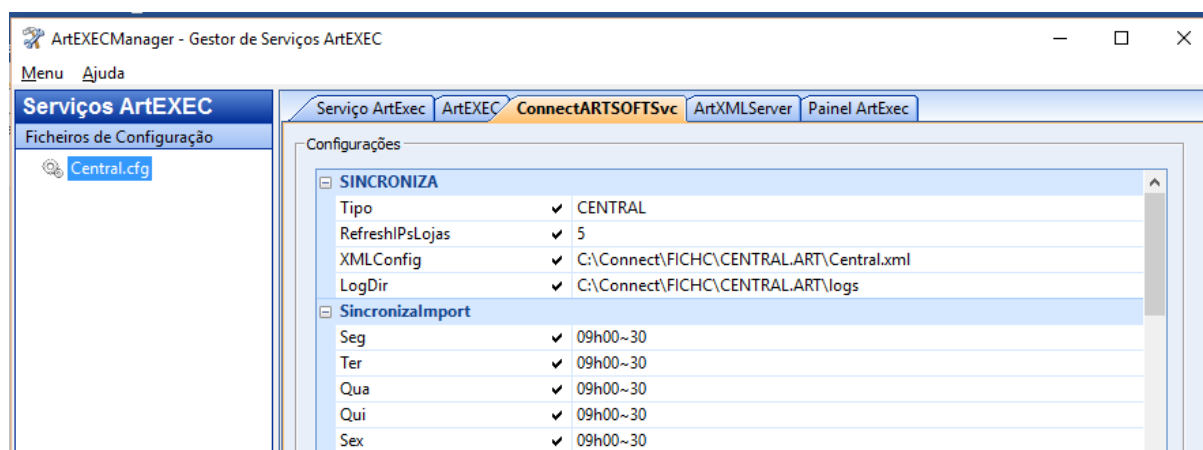 ArtEXECManager - Gestor de Serviços ArtEXEC
Menu Ajuda
Serviços ArtEXEC
Ficheiros de Configuração
Central.cfg
Serviço ArtExec ArtEXEC ConnectARTSOFTSvc ArtXMLServer Painel ArtExec
Configurações
SINCRONIZA
Tipo CENTRAL
RefreshIPsLojas 5
XMLConfig C:\Connect\FICHC\CENTRAL.ART\Central.xml
LogDir C:\Connect\FICHC\CENTRAL.ART\logs
SincronizaImport
Seg 09h00~30
Ter 09h00~30
Qua 09h00~30
Qui 09h00~30
Sex 09h00~30